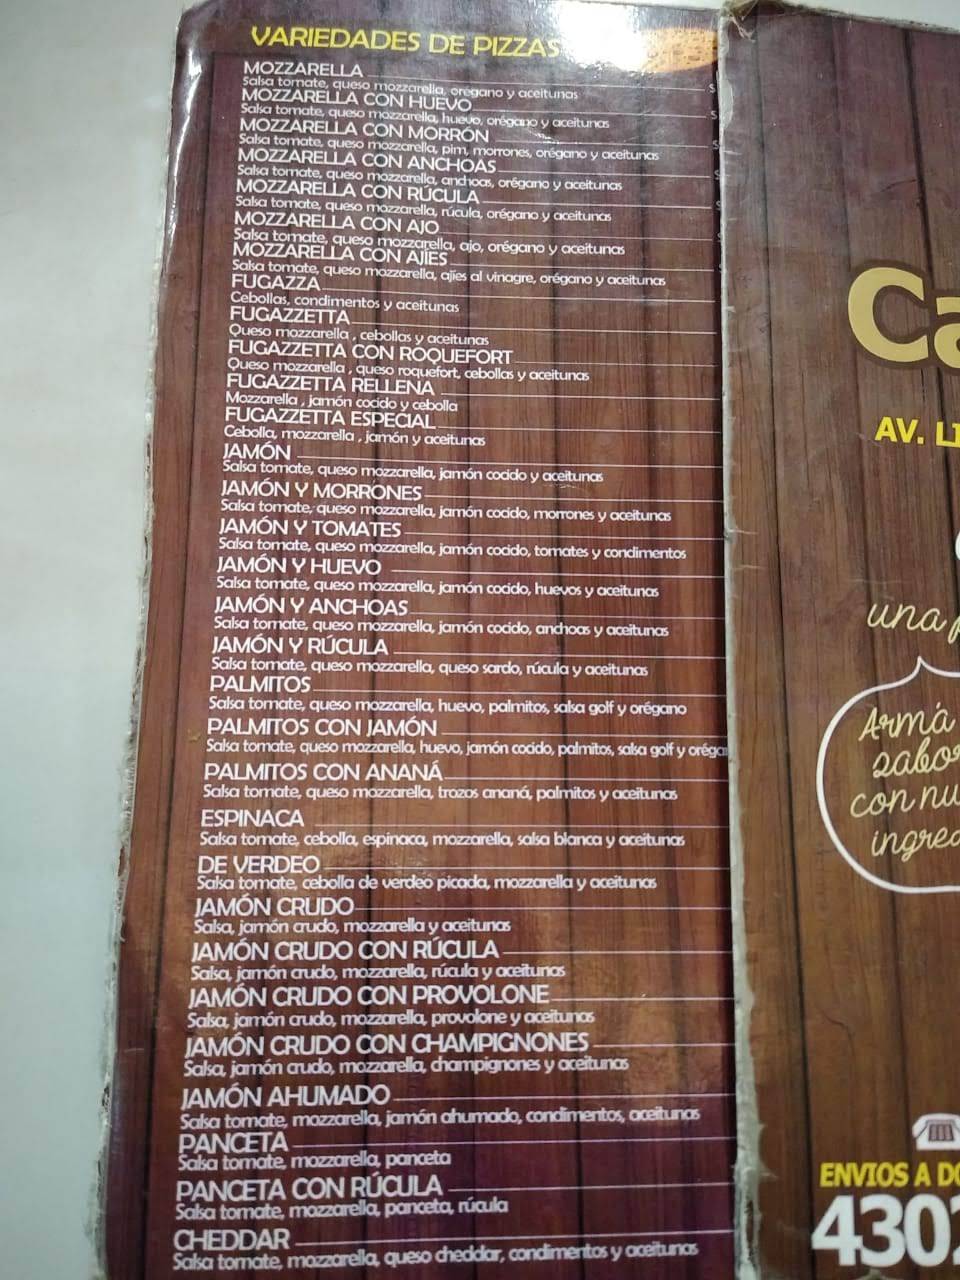 VARIEDADES DE PIZZAS
MOZZARELLA
Salsa tomate, queso mozzarella, orégano y aceitunas
MOZZARELLA CON HUEVO
Salsa tomate, queso mozzarella, huevo, orégano y aceitunas
MOZZARELLA CON MORRÓN
Salsa tomate, queso mozzarella, pim, morrones, orégano y aceitunas
MOZZARELLA CON ANCHOAS
Salsa tomate, queso mozzarella, anchoas, orégano y aceitunas
MOZZARELLA CON RÚCULA
Salsa tomate, queso mozzarella, rúcula, orégano y aceitunas
MOZZARELLA CON AJO
Salsa tomate, queso mozzarella, ajo, orégano y aceitunas
MOZZARELLA CON AJÍES
Salsa tomate, queso mozzarella, ajíes al vinagre, orégano y aceitunas
FUGAZZA
Cebollas, condimentos y aceitunas
FUGAZZETTA
Queso mozzarella , cebollas y aceitunas
FUGAZZETTA CON ROQUEFORT
Queso mozzarella , queso roquefort, cebollas y aceitunas
FUGAZZETTA RELLENA
Mozzarella , jamón cocido y cebolla
FUGAZZETTA ESPECIAL
Cebolla, mozzarella , jamón y aceitunas
JAMÓN
Salsa tomate, queso mozzarella, jamón cocido y aceitunas
JAMÓN Y MORRONES
Salsa tomate, queso mozzarella, jamón cocido, morrones y aceitunas
JAMÓN Y TOMATES
Salsa tomate, queso mozzarella, jamón cocido, tomates y condimentos
JAMÓN Y HUEVO
Salsa tomate, queso mozzarella, jamón cocido, huevos y aceitunas
JAMÓN Y ANCHOAS
Salsa tomate, queso mozzarella, jamón cocido, anchoas y aceitunas
JAMÓN Y RÚCULA
Salsa tomate, queso mozzarella, queso sardo, rúcula y aceitunas
PALMITOS
Salsa tomate, queso mozzarella, huevo, palmitos, salsa golf y orégano
PALMITOS CON JAMÓN
Salsa tomate, queso mozzarella, huevo, jamón cocido, palmitos, salsa golf y oréga
PALMITOS CON ANANÁ
Salsa tomate, queso mozzarella, trozos ananá, palmitos y aceitunas
ESPINACA
Salsa tomate, cebolla, espinaca, mozzarella, salsa blanca y aceitunas
DE VERDEO
Salsa tomate, cebolla de verdeo picada, mozzarella y aceitunas
JAMÓN CRUDO
Salsa, jamón crudo, mozzarella y aceitunas
JAMÓN CRUDO CON RÚCULA
Salsa, jamón crudo, mozzarella, rúcula y aceitunas
JAMÓN CRUDO CON PROVOLONE
Salsa, jamón crudo, mozzarella, provolone y aceitunas
JAMÓN CRUDO CON CHAMPIGNONES
Salsa, jamón crudo, mozzarella, champignones y aceitunas
JAMÓN AHUMADO
Salsa tomate, mozzarella, jamón ahumado, condimentos, aceitunas
PANCETA
Salsa tomate, mozzarella, panceta
PANCETA CON RÚCULA
Salsa tomate, mozzarella, panceta, rúcula
CHEDDAR
Salsa tomate, mozzarella, queso cheddar, condimentos y aceitunas
Ca
AV. LI
una
Armá
sabo
con nu
ingred
ENVIOS A DO
4302